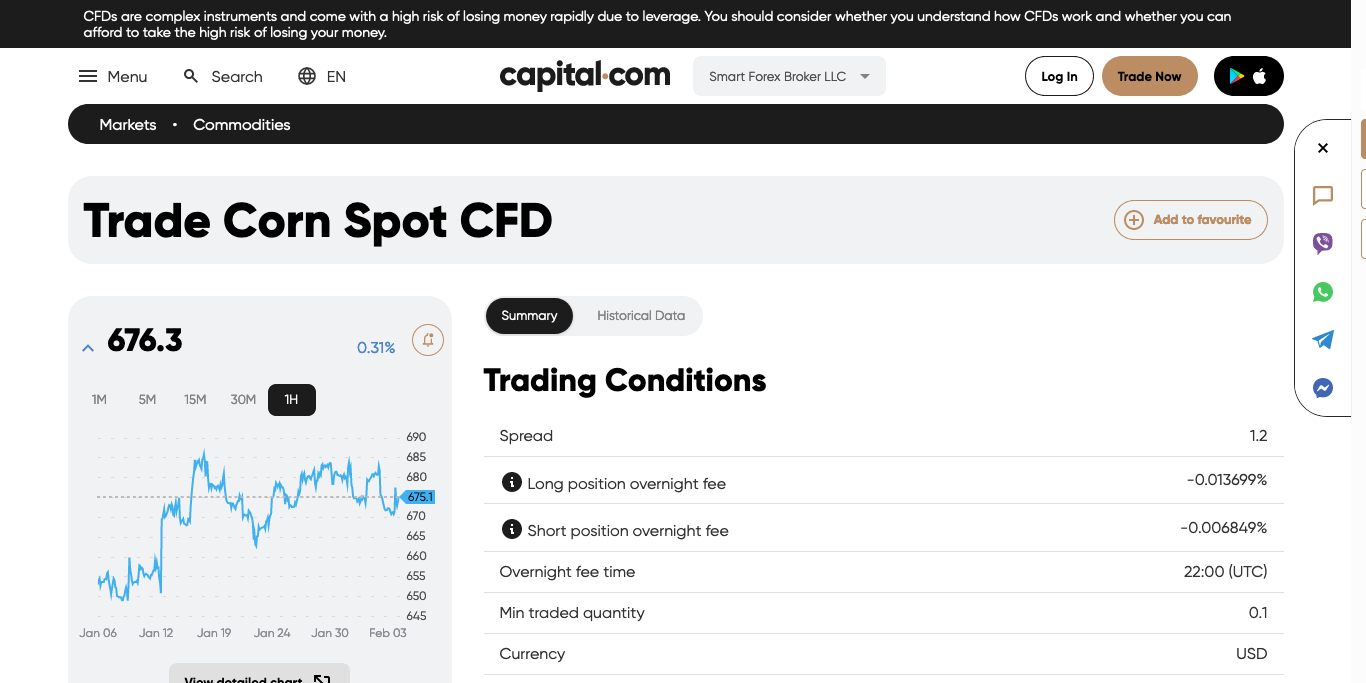 CFDs are complex instruments and come with a high risk of losing money rapidly due to leverage. You should consider whether you understand how CFDs work and whether you can
afford to take the high risk of losing your money.
Menu
Search
EN
capital.com
Smart Forex Broker LLC
Log In
Trade Now
Markets • Commodities
Trade Corn Spot CFD
Add to favourite
676.3
0.31%
1M 5M 15M 30M 1H
690
685
680
675.1
670
665
660
655
650
645
Jan 06 Jan 12 Jan 19 Jan 24 Jan 30 Feb 03
View detailed chart
Summary
Historical Data
Trading Conditions
Spread 1.2
Long position overnight fee -0.013699%
Short position overnight fee -0.006849%
Overnight fee time 22:00 (UTC)
Min traded quantity 0.1
Currency USD